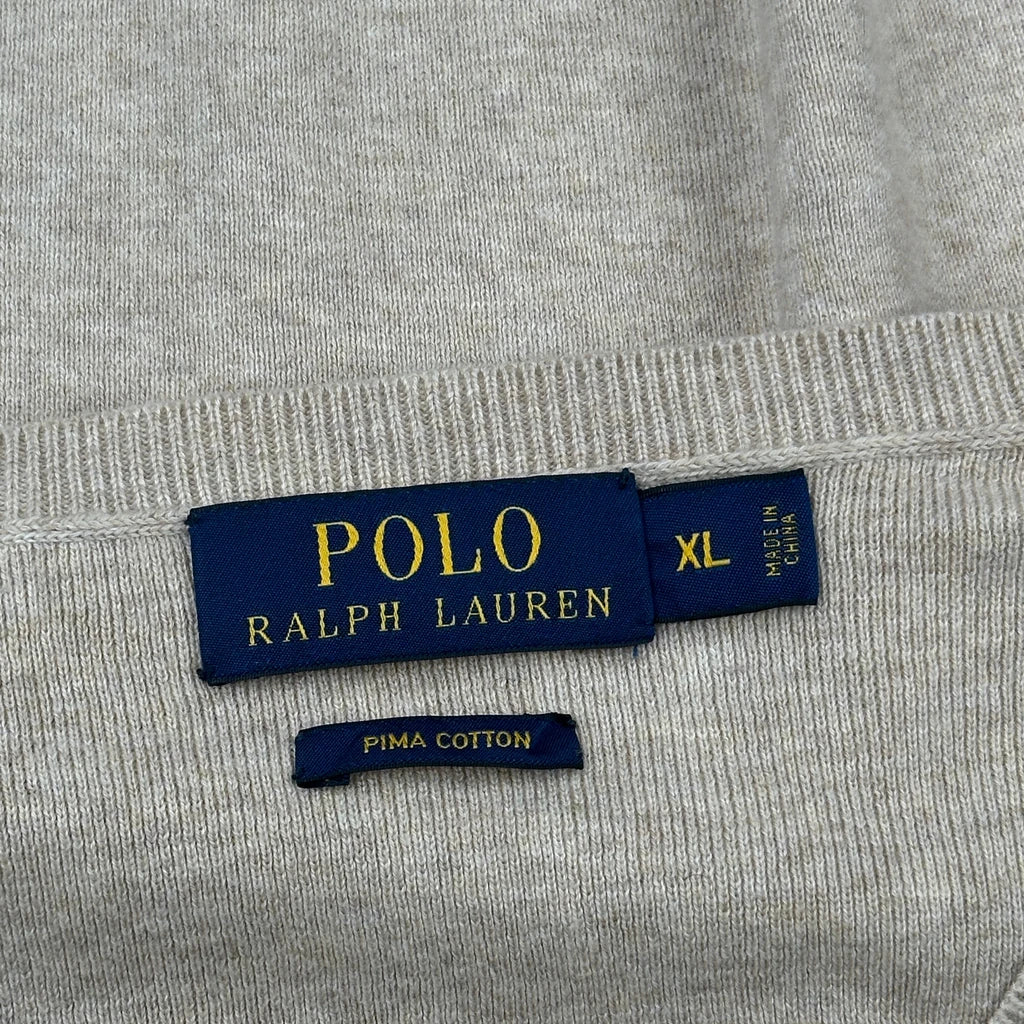 POLO
RALPH LAUREN
XL
MADE IN
CHINA
PIMA COTTON